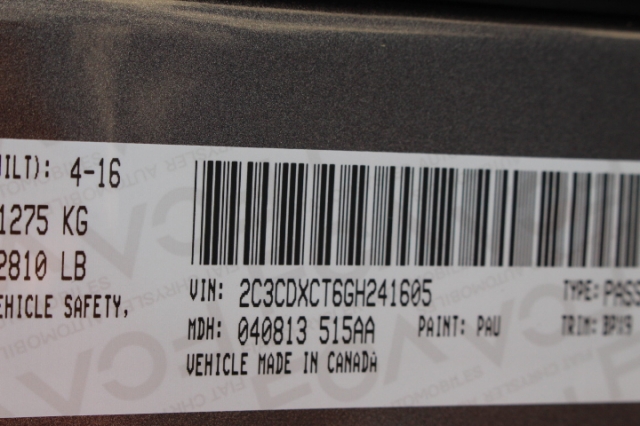 UILT): 4-16
1275 KG
2810 LB
EHICLE SAFETY,
VIN: 2C3CDXCT6GH241605 TYPE: PASS
MDH: 040813 515AA PAINT: PAU TRIM: BPX9
VEHICLE MADE IN CANADA